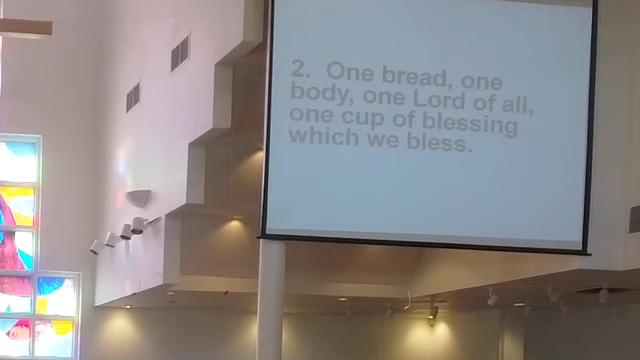 2. One bread, one
body, one Lord of all,
one cup of blessing
which we bless.